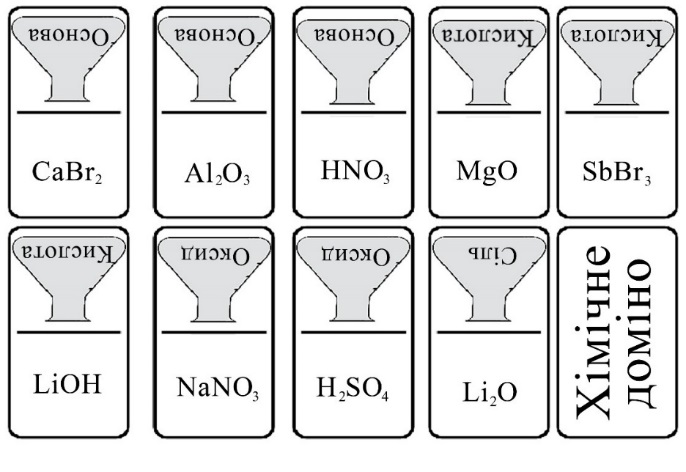 Основа
CaBr₂
Основа
Al₂O₃
Основа
HNO₃
Кислота
MgO
Кислота
SbBr₃
Кислота
LiOH
Оксид
NaNO₃
Оксид
H₂SO₄
Сіль
Li₂O
Хімічне
доміно